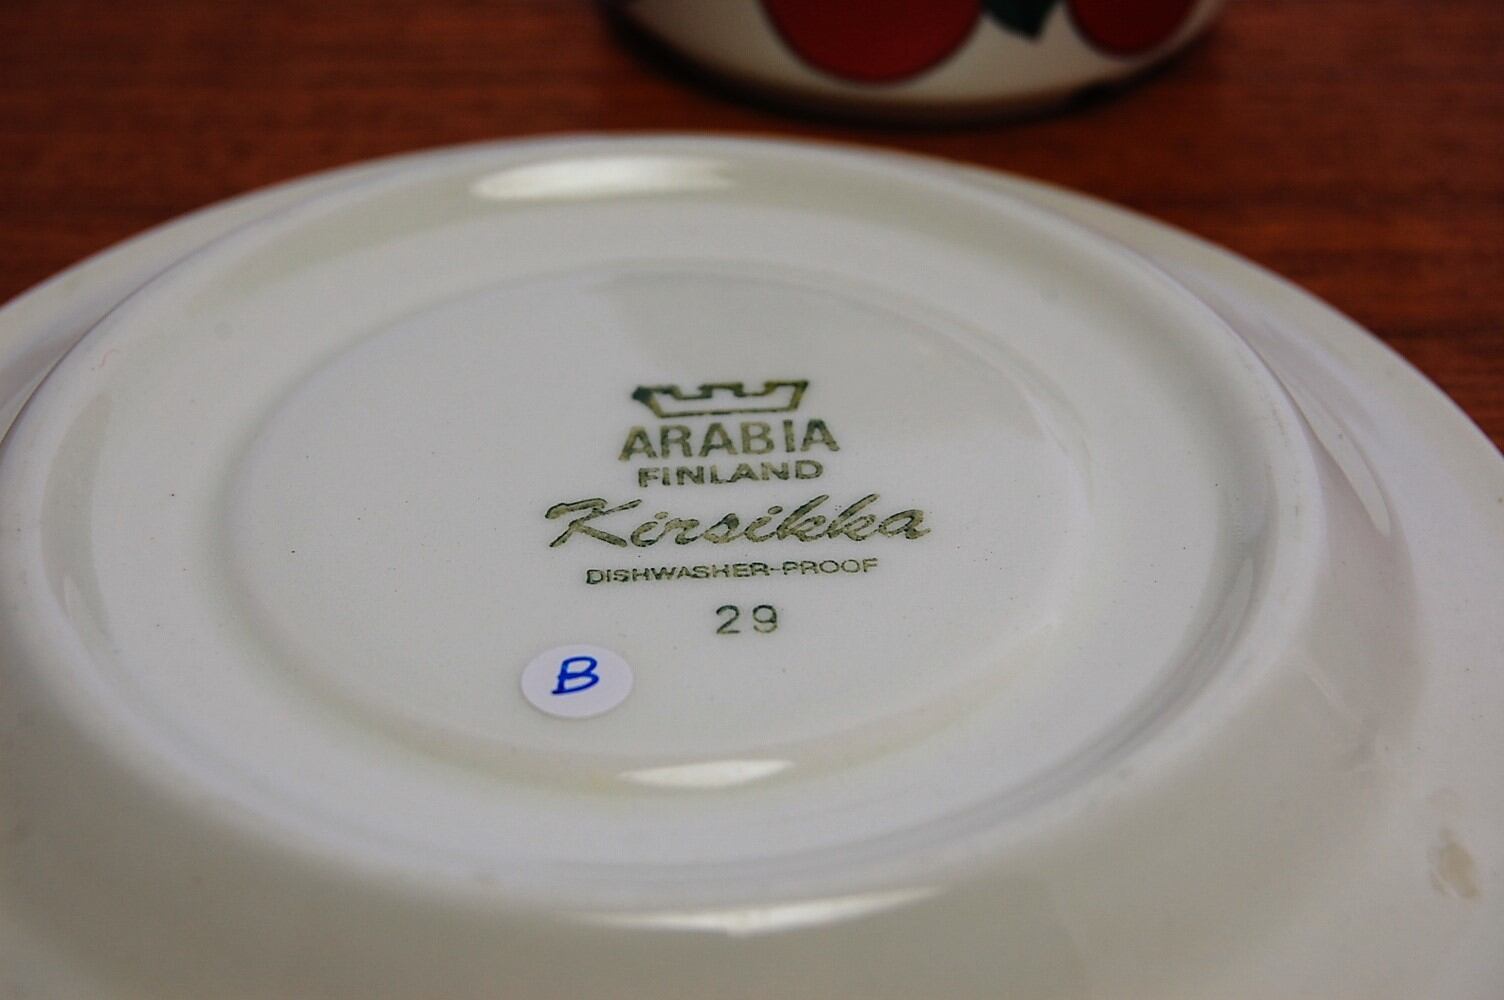 ARABIA
FINLAND
Kirsikka
DISHWASHER-PROOF
29
B